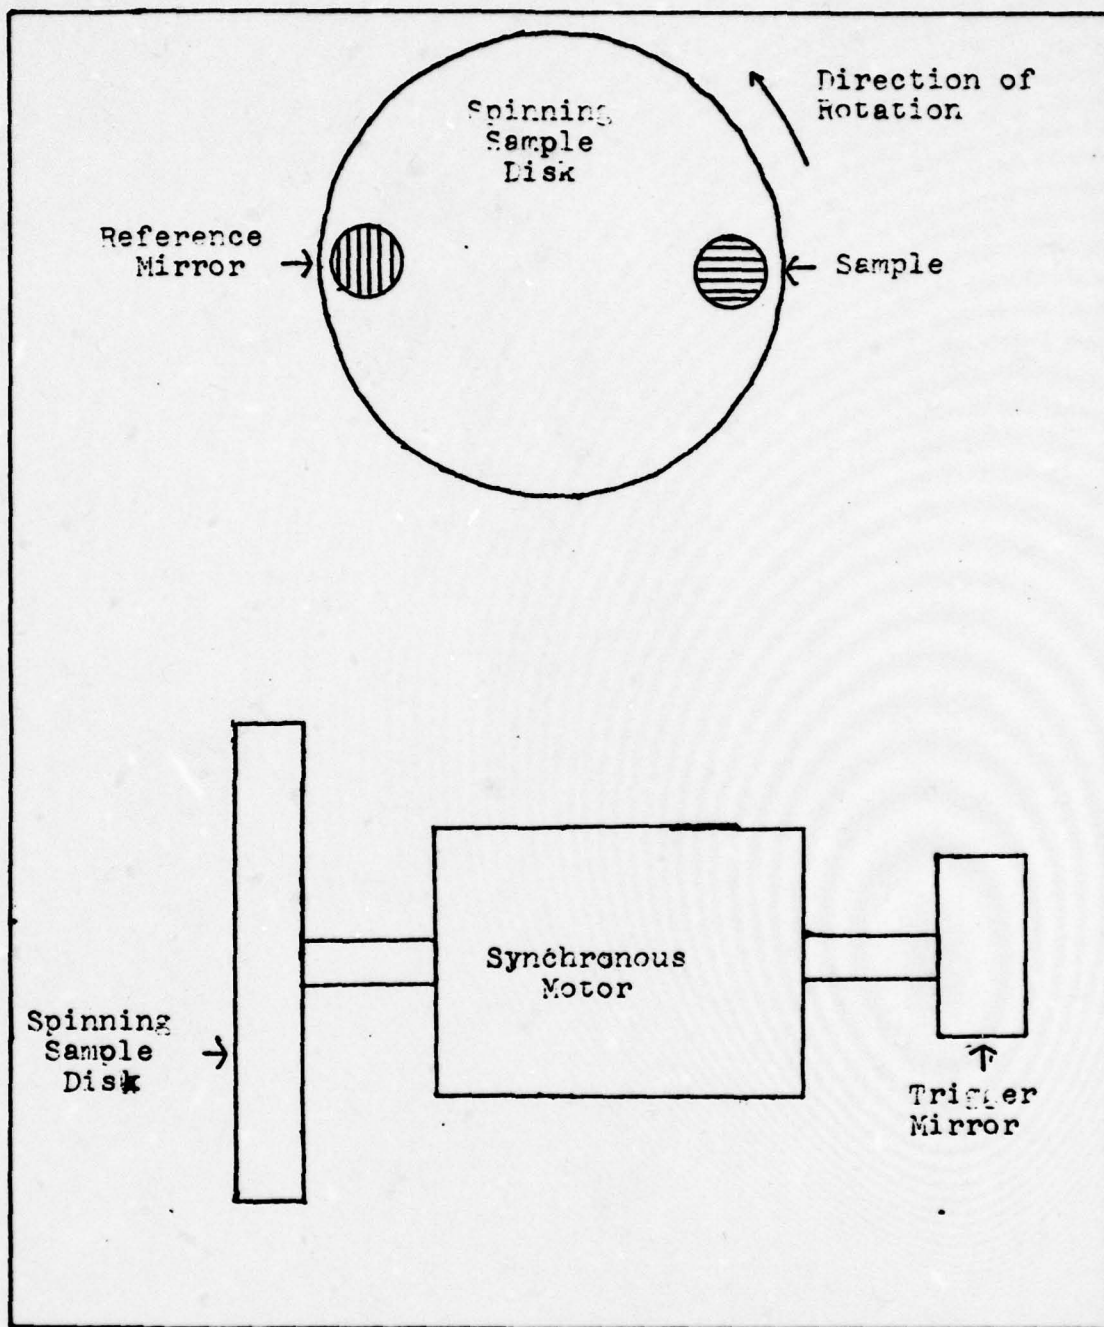 Direction of
Rotation
Spinning
Sample
Disk
Reference
Mirror
Sample
Synchronous
Motor
Spinning
Sample
Disk
Trigger
Mirror